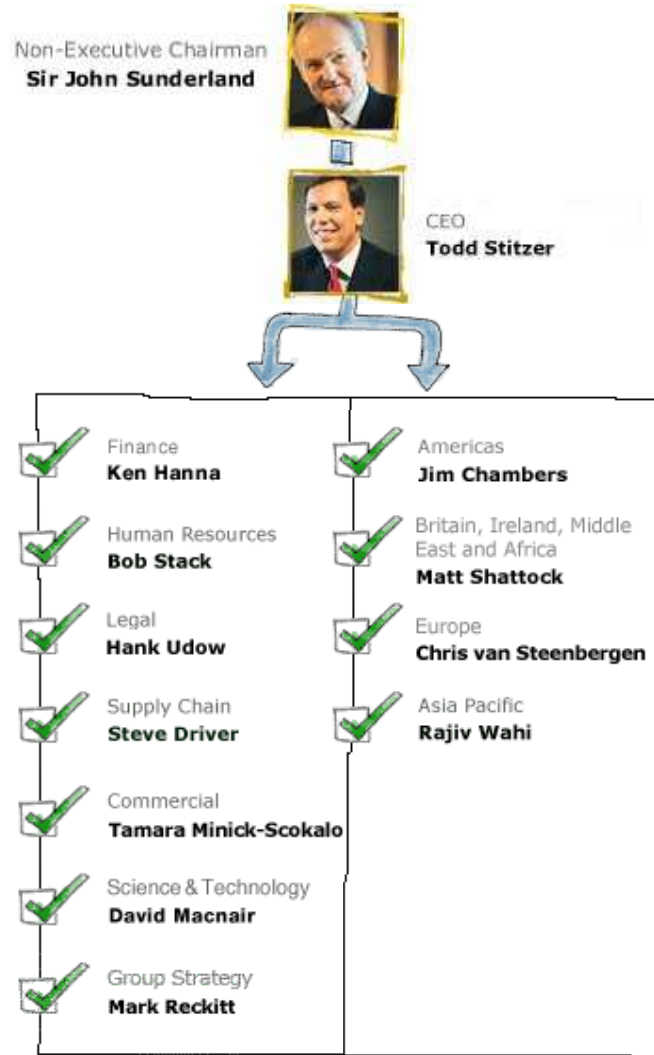 Non-Executive Chairman
Sir John Sunderland
CEO
Todd Stitzer
Finance
Ken Hanna
Human Resources
Bob Stack
Legal
Hank Udow
Supply Chain
Steve Driver
Commercial
Tamara Minick-Scokalo
Science & Technology
David Macnair
Group Strategy
Mark Reckitt
Americas
Jim Chambers
Britain, Ireland, Middle
East and Africa
Matt Shattock
Europe
Chris van Steenbergen
Asia Pacific
Rajiv Wahi